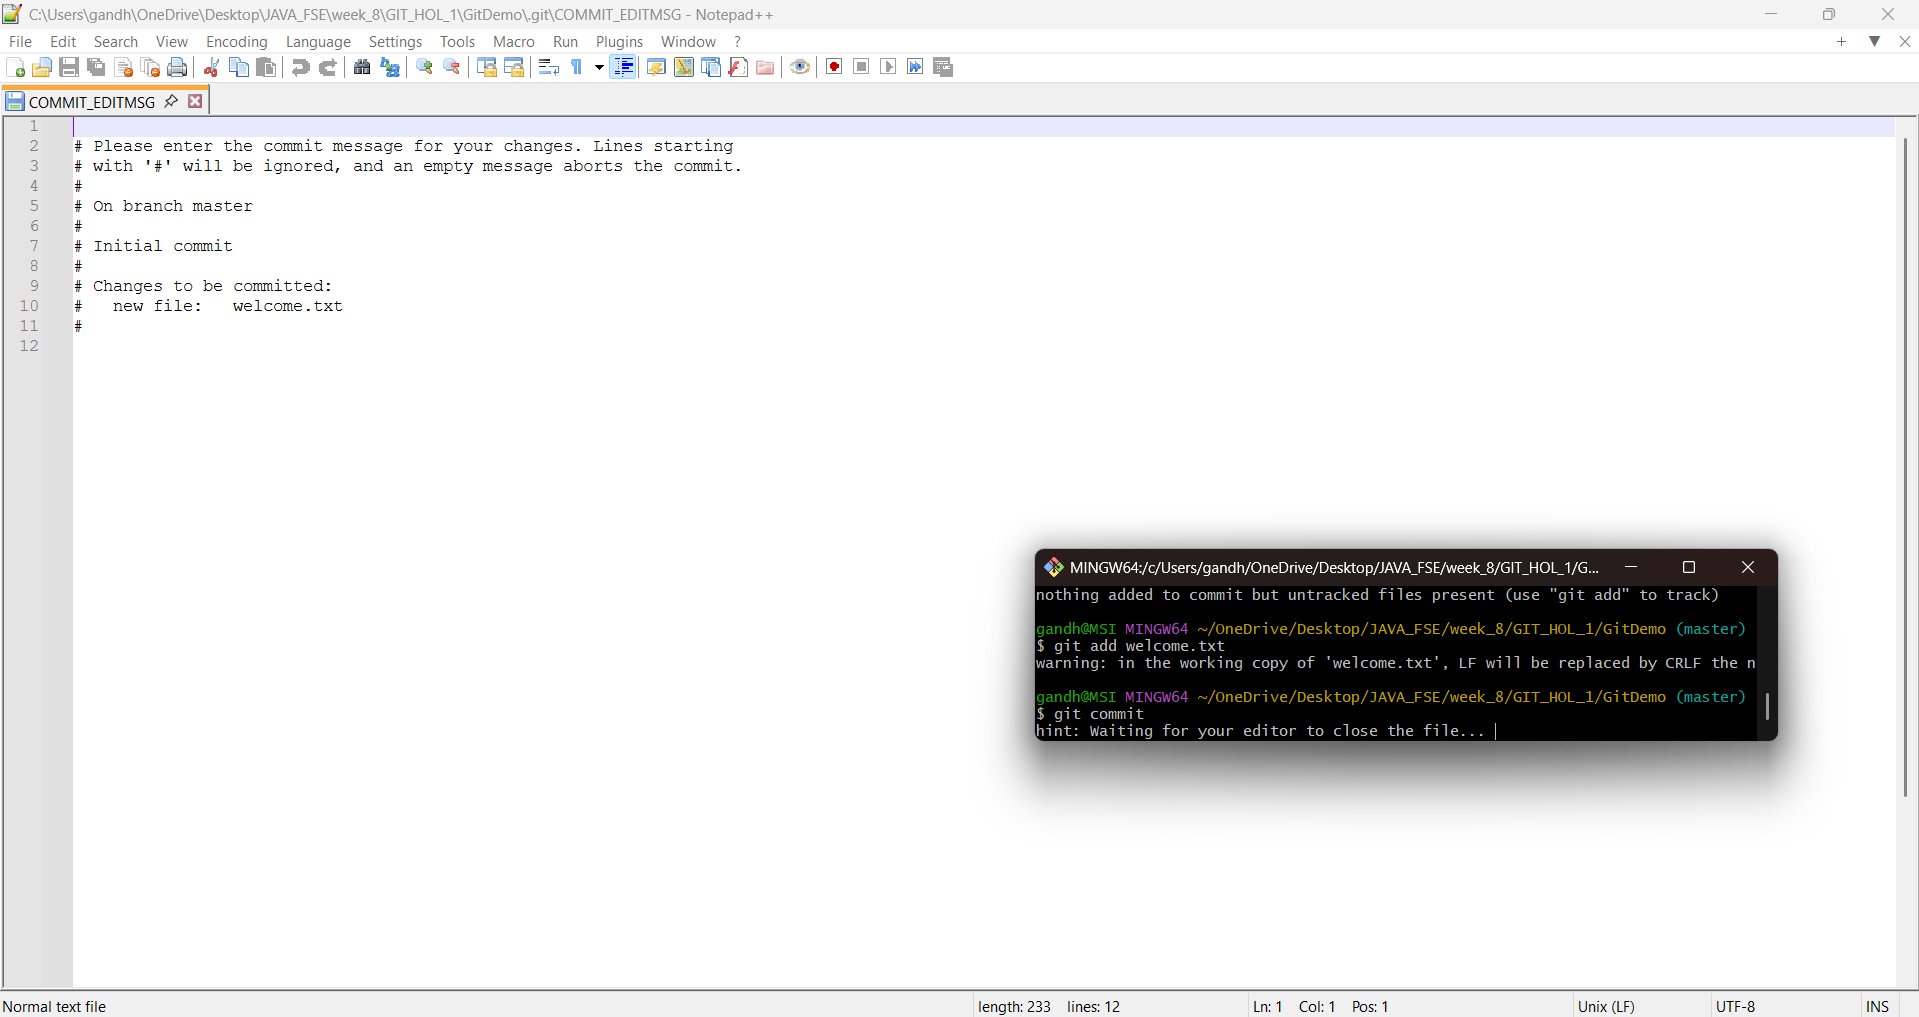 C:\Users\gandh\OneDrive\Desktop\JAVA_FSE\week_8\GIT_HOL_1\GitDemo\.git\COMMIT_EDITMSG - Notepad++
File Edit Search View Encoding Language Settings Tools Macro Run Plugins Window ?
COMMIT_EDITMSG
1
2 # Please enter the commit message for your changes. Lines starting
3 # with '#' will be ignored, and an empty message aborts the commit.
4 #
5 # On branch master
6 #
7 # Initial commit
8 #
9 # Changes to be committed:
10 # new file: welcome.txt
11 #
12
MINGW64:/c/Users/gandh/OneDrive/Desktop/JAVA_FSE/week_8/GIT_HOL_1/G...
nothing added to commit but untracked files present (use "git add" to track)
gandh@MSI MINGW64 ~/OneDrive/Desktop/JAVA_FSE/week_8/GIT_HOL_1/GitDemo (master)
$ git add welcome.txt
warning: in the working copy of 'welcome.txt', LF will be replaced by CRLF the n
gandh@MSI MINGW64 ~/OneDrive/Desktop/JAVA_FSE/week_8/GIT_HOL_1/GitDemo (master)
$ git commit
hint: Waiting for your editor to close the file...
Normal text file length: 233 lines: 12 Ln: 1 Col: 1 Pos: 1 Unix (LF) UTF-8 INS